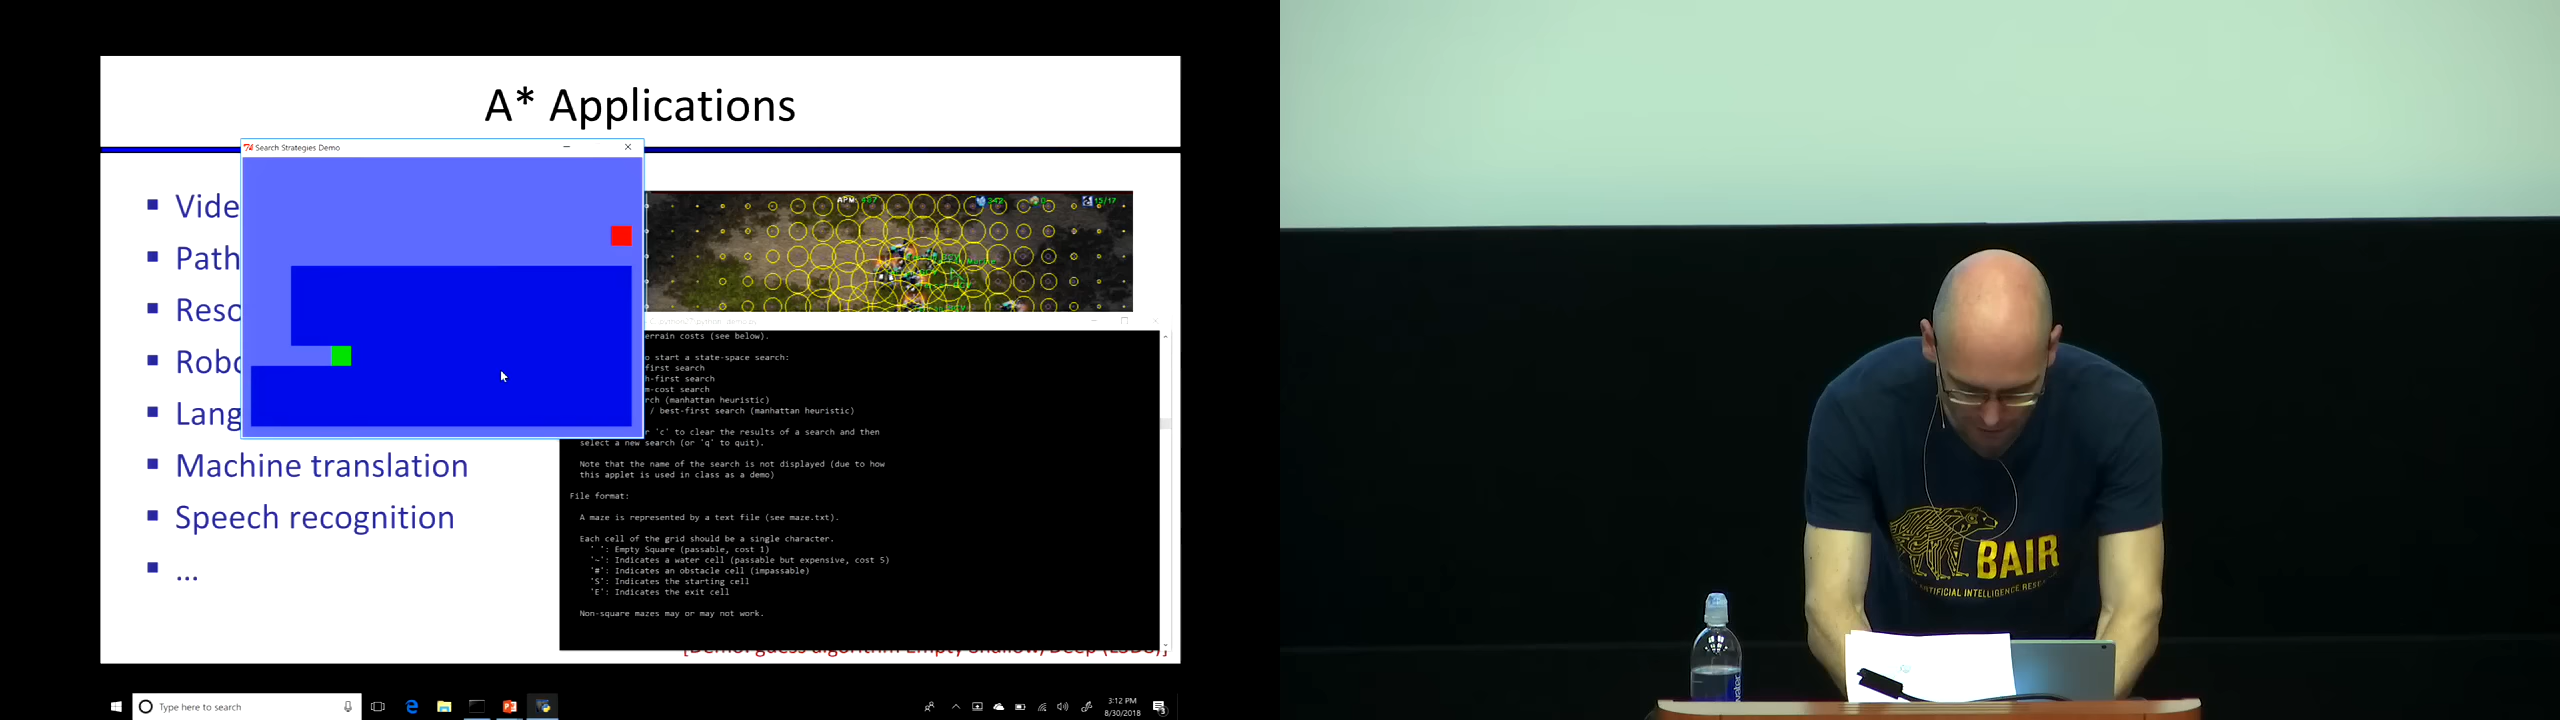 A* Applications
Search Strategies Demo
Vide
Path
Reso
Robo
Lang
Machine translation
Speech recognition
...
15/17
errain costs (see below).
o start a state-space search:
first search
h-first search
m-cost search
rch (manhattan heuristic)
/ best-first search (manhattan heuristic)
r 'c' to clear the results of a search and then
select a new search (or 'q' to quit).
Note that the name of the search is not displayed (due to how
this applet is used in class as a demo)
File format:
A maze is represented by a text file (see maze.txt).
Each cell of the grid should be a single character.
' ': Empty Square (passable, cost 1)
'~': Indicates a water cell (passable but expensive, cost 5)
'#': Indicates an obstacle cell (impassable)
'S': Indicates the starting cell
'E': Indicates the exit cell
Non-square mazes may or may not work.
Type here to search
3:12 PM
8/30/2018
BAIR
ARTIFICIAL INTELLIGENCE RESE
water